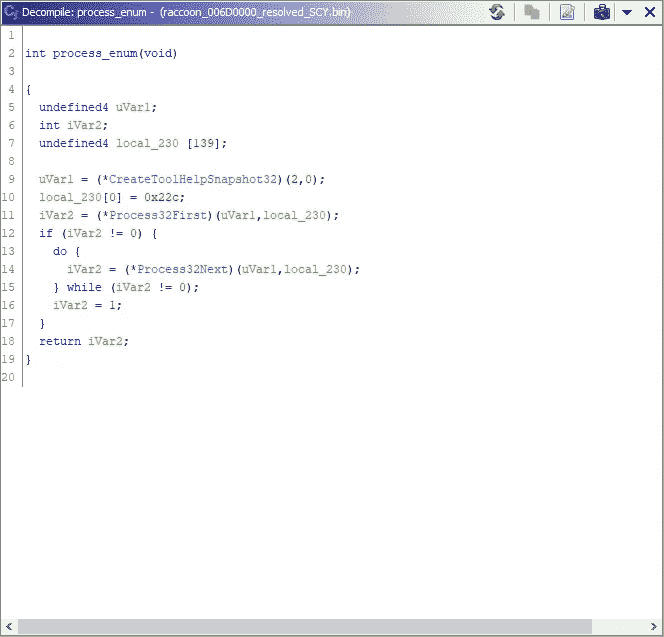 Decompile: process_enum - (raccoon_006D0000_resolved_SCY.bin)
1
2 int process_enum(void)
3
4 {
5 undefined4 uVar1;
6 int iVar2;
7 undefined4 local_230 [139];
8
9 uVar1 = (*CreateToolHelpSnapshot32)(2,0);
10 local_230[0] = 0x22c;
11 iVar2 = (*Process32First)(uVar1,local_230);
12 if (iVar2 != 0) {
13 do {
14 iVar2 = (*Process32Next)(uVar1,local_230);
15 } while (iVar2 != 0);
16 iVar2 = 1;
17 }
18 return iVar2;
19 }
20